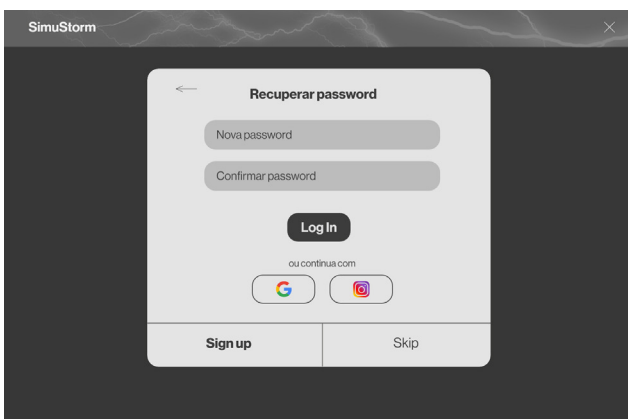 SimuStorm
Recuperar password
Nova password
Confirmar password
Log In
ou continua com
Sign up
Skip